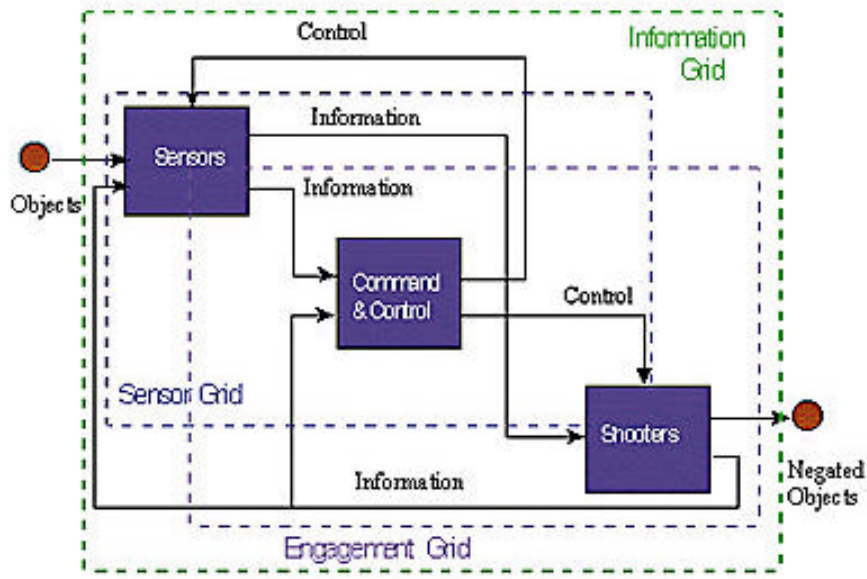 Control
Information
Grid
Information
Sensors
Information
Objects
Command
& Control
Control
Sensor Grid
Shooters
Information
Negated
Objects
Engagement Grid